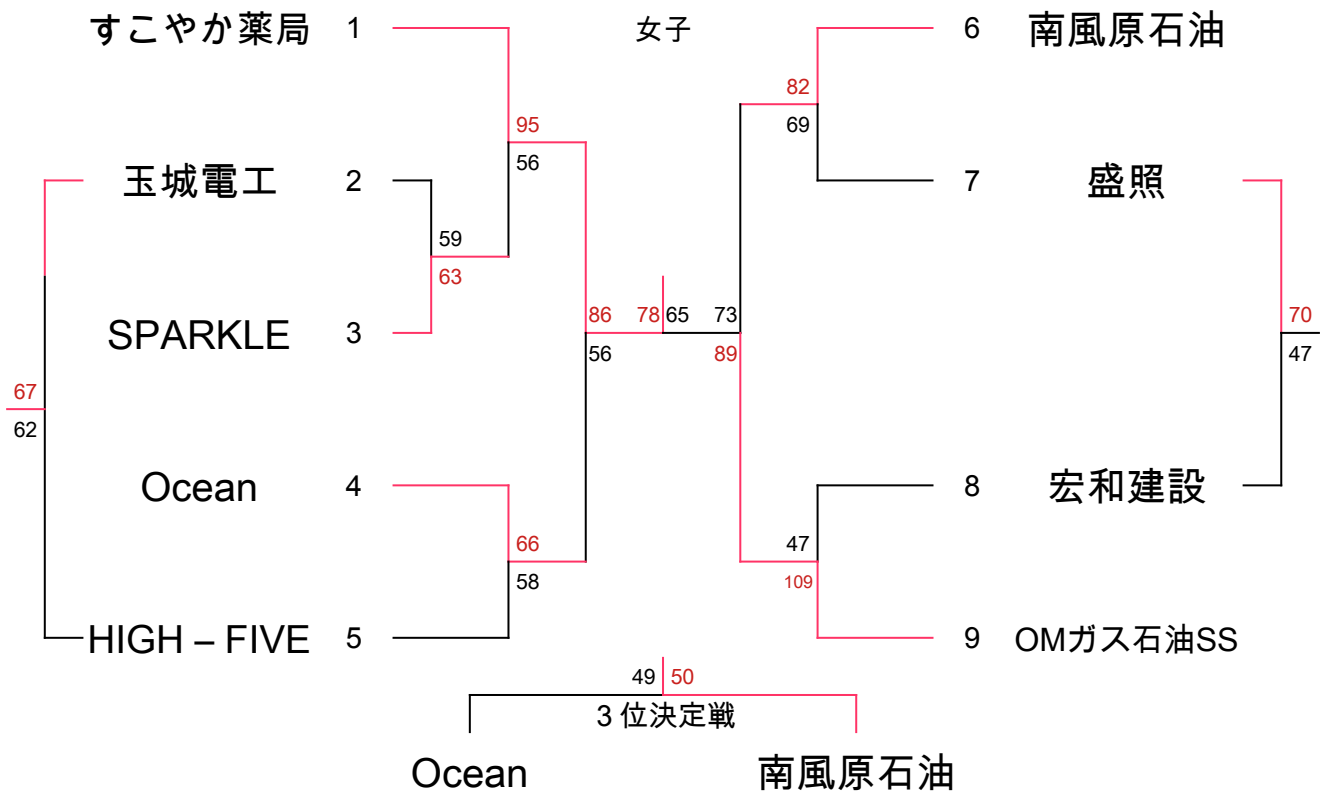 すこやか薬局 1 女子 6 南風原石油
82
95 69
56
玉城電工 2 7 盛照
59
63
86 78 65 73 70
SPARKLE 3
56 89 47
67
62
Ocean 4 8 宏和建設
66 47
58 109
HIGH – FIVE 5 9 OMガス石油SS
49 50
3位決定戦
Ocean 南風原石油